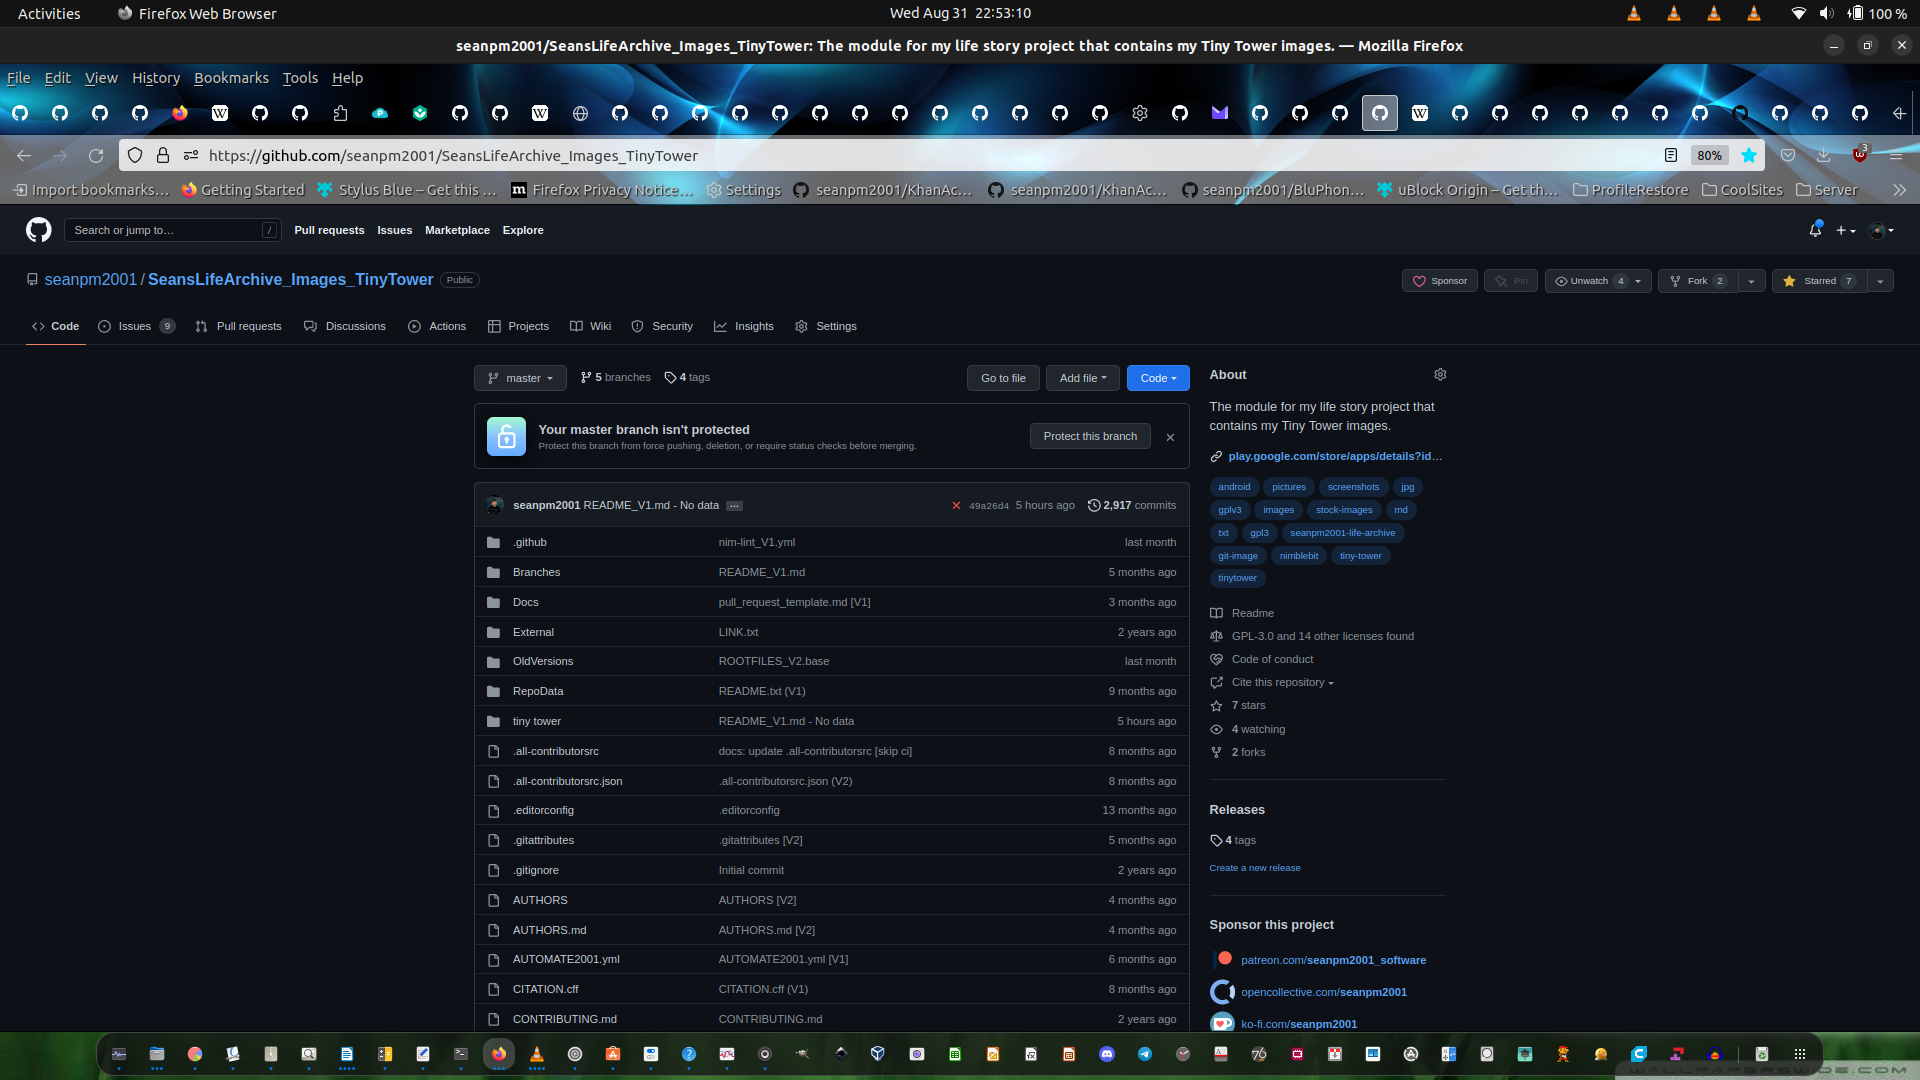 Activities Firefox Web Browser Wed Aug 31 22:53:10 100 %
seanpm2001/SeansLifeArchive_Images_TinyTower: The module for my life story project that contains my Tiny Tower images. — Mozilla Firefox
File Edit View History Bookmarks Tools Help
https://github.com/seanpm2001/SeansLifeArchive_Images_TinyTower 80% 3
Import bookmarks... Getting Started Stylus Blue – Get this ... Firefox Privacy Notice... Settings seanpm2001/KhanAc... seanpm2001/KhanAc... seanpm2001/BluPhon... uBlock Origin – Get th... ProfileRestore CoolSites Server
Search or jump to... / Pull requests Issues Marketplace Explore
seanpm2001 / SeansLifeArchive_Images_TinyTower Public Sponsor Pin Unwatch 4 Fork 2 Starred 7
Code Issues 9 Pull requests Discussions Actions Projects Wiki Security Insights Settings
master 5 branches 4 tags Go to file Add file Code
Your master branch isn't protected
Protect this branch from force pushing, deletion, or require status checks before merging.
Protect this branch
seanpm2001 README_V1.md - No data ... 49a26d4 5 hours ago 2,917 commits
.github nim-lint_V1.yml last month
Branches README_V1.md 5 months ago
Docs pull_request_template.md [V1] 3 months ago
External LINK.txt 2 years ago
OldVersions ROOTFILES_V2.base last month
RepoData README.txt (V1) 9 months ago
tiny tower README_V1.md - No data 5 hours ago
.all-contributorsrc docs: update .all-contributorsrc [skip ci] 8 months ago
.all-contributorsrc.json .all-contributorsrc.json (V2) 8 months ago
.editorconfig .editorconfig 13 months ago
.gitattributes .gitattributes [V2] 5 months ago
.gitignore Initial commit 2 years ago
AUTHORS AUTHORS [V2] 4 months ago
AUTHORS.md AUTHORS.md [V2] 4 months ago
AUTOMATE2001.yml AUTOMATE2001.yml [V1] 6 months ago
CITATION.cff CITATION.cff (V1) 8 months ago
CONTRIBUTING.md CONTRIBUTING.md 2 years ago
About
The module for my life story project that
contains my Tiny Tower images.
play.google.com/store/apps/details?id...
android pictures screenshots jpg
gplv3 images stock-images md
txt gpl3 seanpm2001-life-archive
git-image nimblebit tiny-tower
tinytower
Readme
GPL-3.0 and 14 other licenses found
Code of conduct
Cite this repository
7 stars
4 watching
2 forks
Releases
4 tags
Create a new release
Sponsor this project
patreon.com/seanpm2001_software
opencollective.com/seanpm2001
ko-fi.com/seanpm2001
WALLPAPERSWIDE.COM